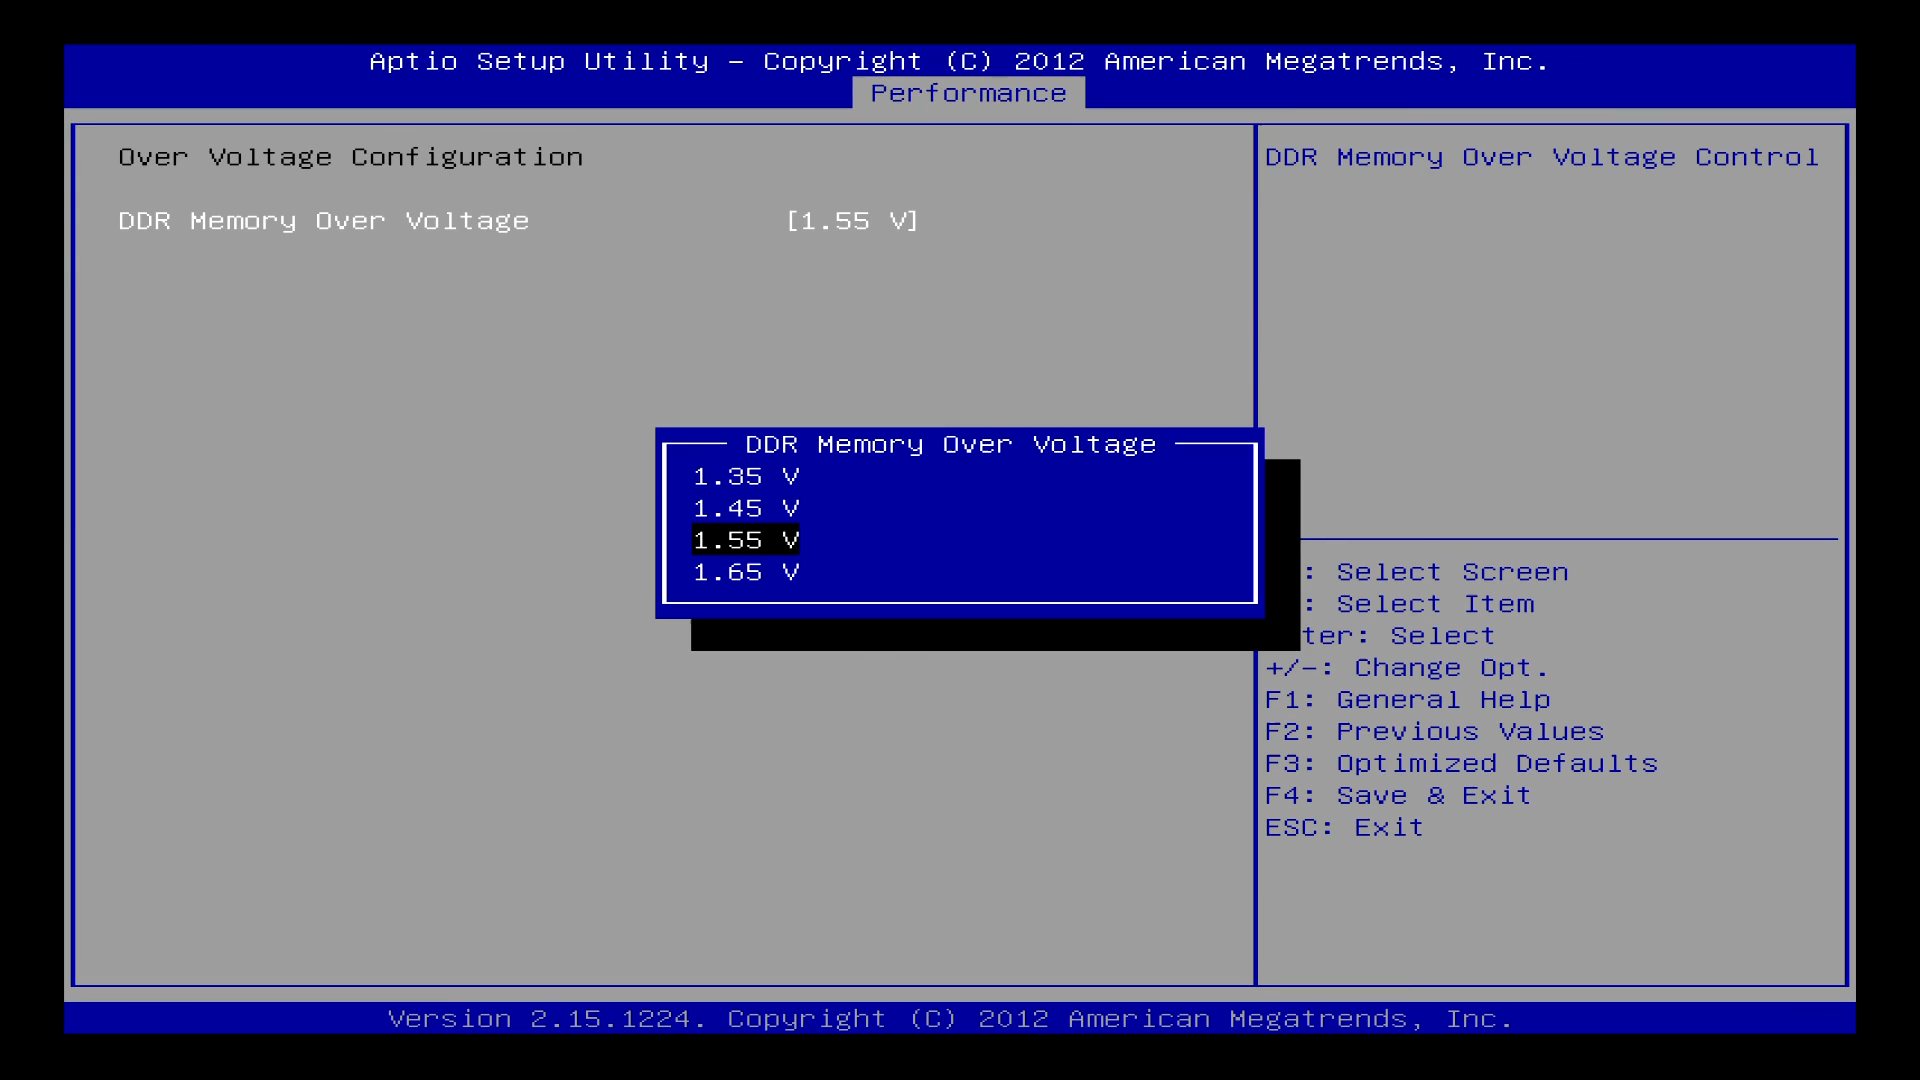 Aptio Setup Utility - Copyright (C) 2012 American Megatrends, Inc.
Performance
Over Voltage Configuration
DDR Memory Over Voltage [1.55 V]
DDR Memory Over Voltage Control
DDR Memory Over Voltage
1.35 V
1.45 V
1.55 V
1.65 V
: Select Screen
: Select Item
ter: Select
+/-: Change Opt.
F1: General Help
F2: Previous Values
F3: Optimized Defaults
F4: Save & Exit
ESC: Exit
Version 2.15.1224. Copyright (C) 2012 American Megatrends, Inc.